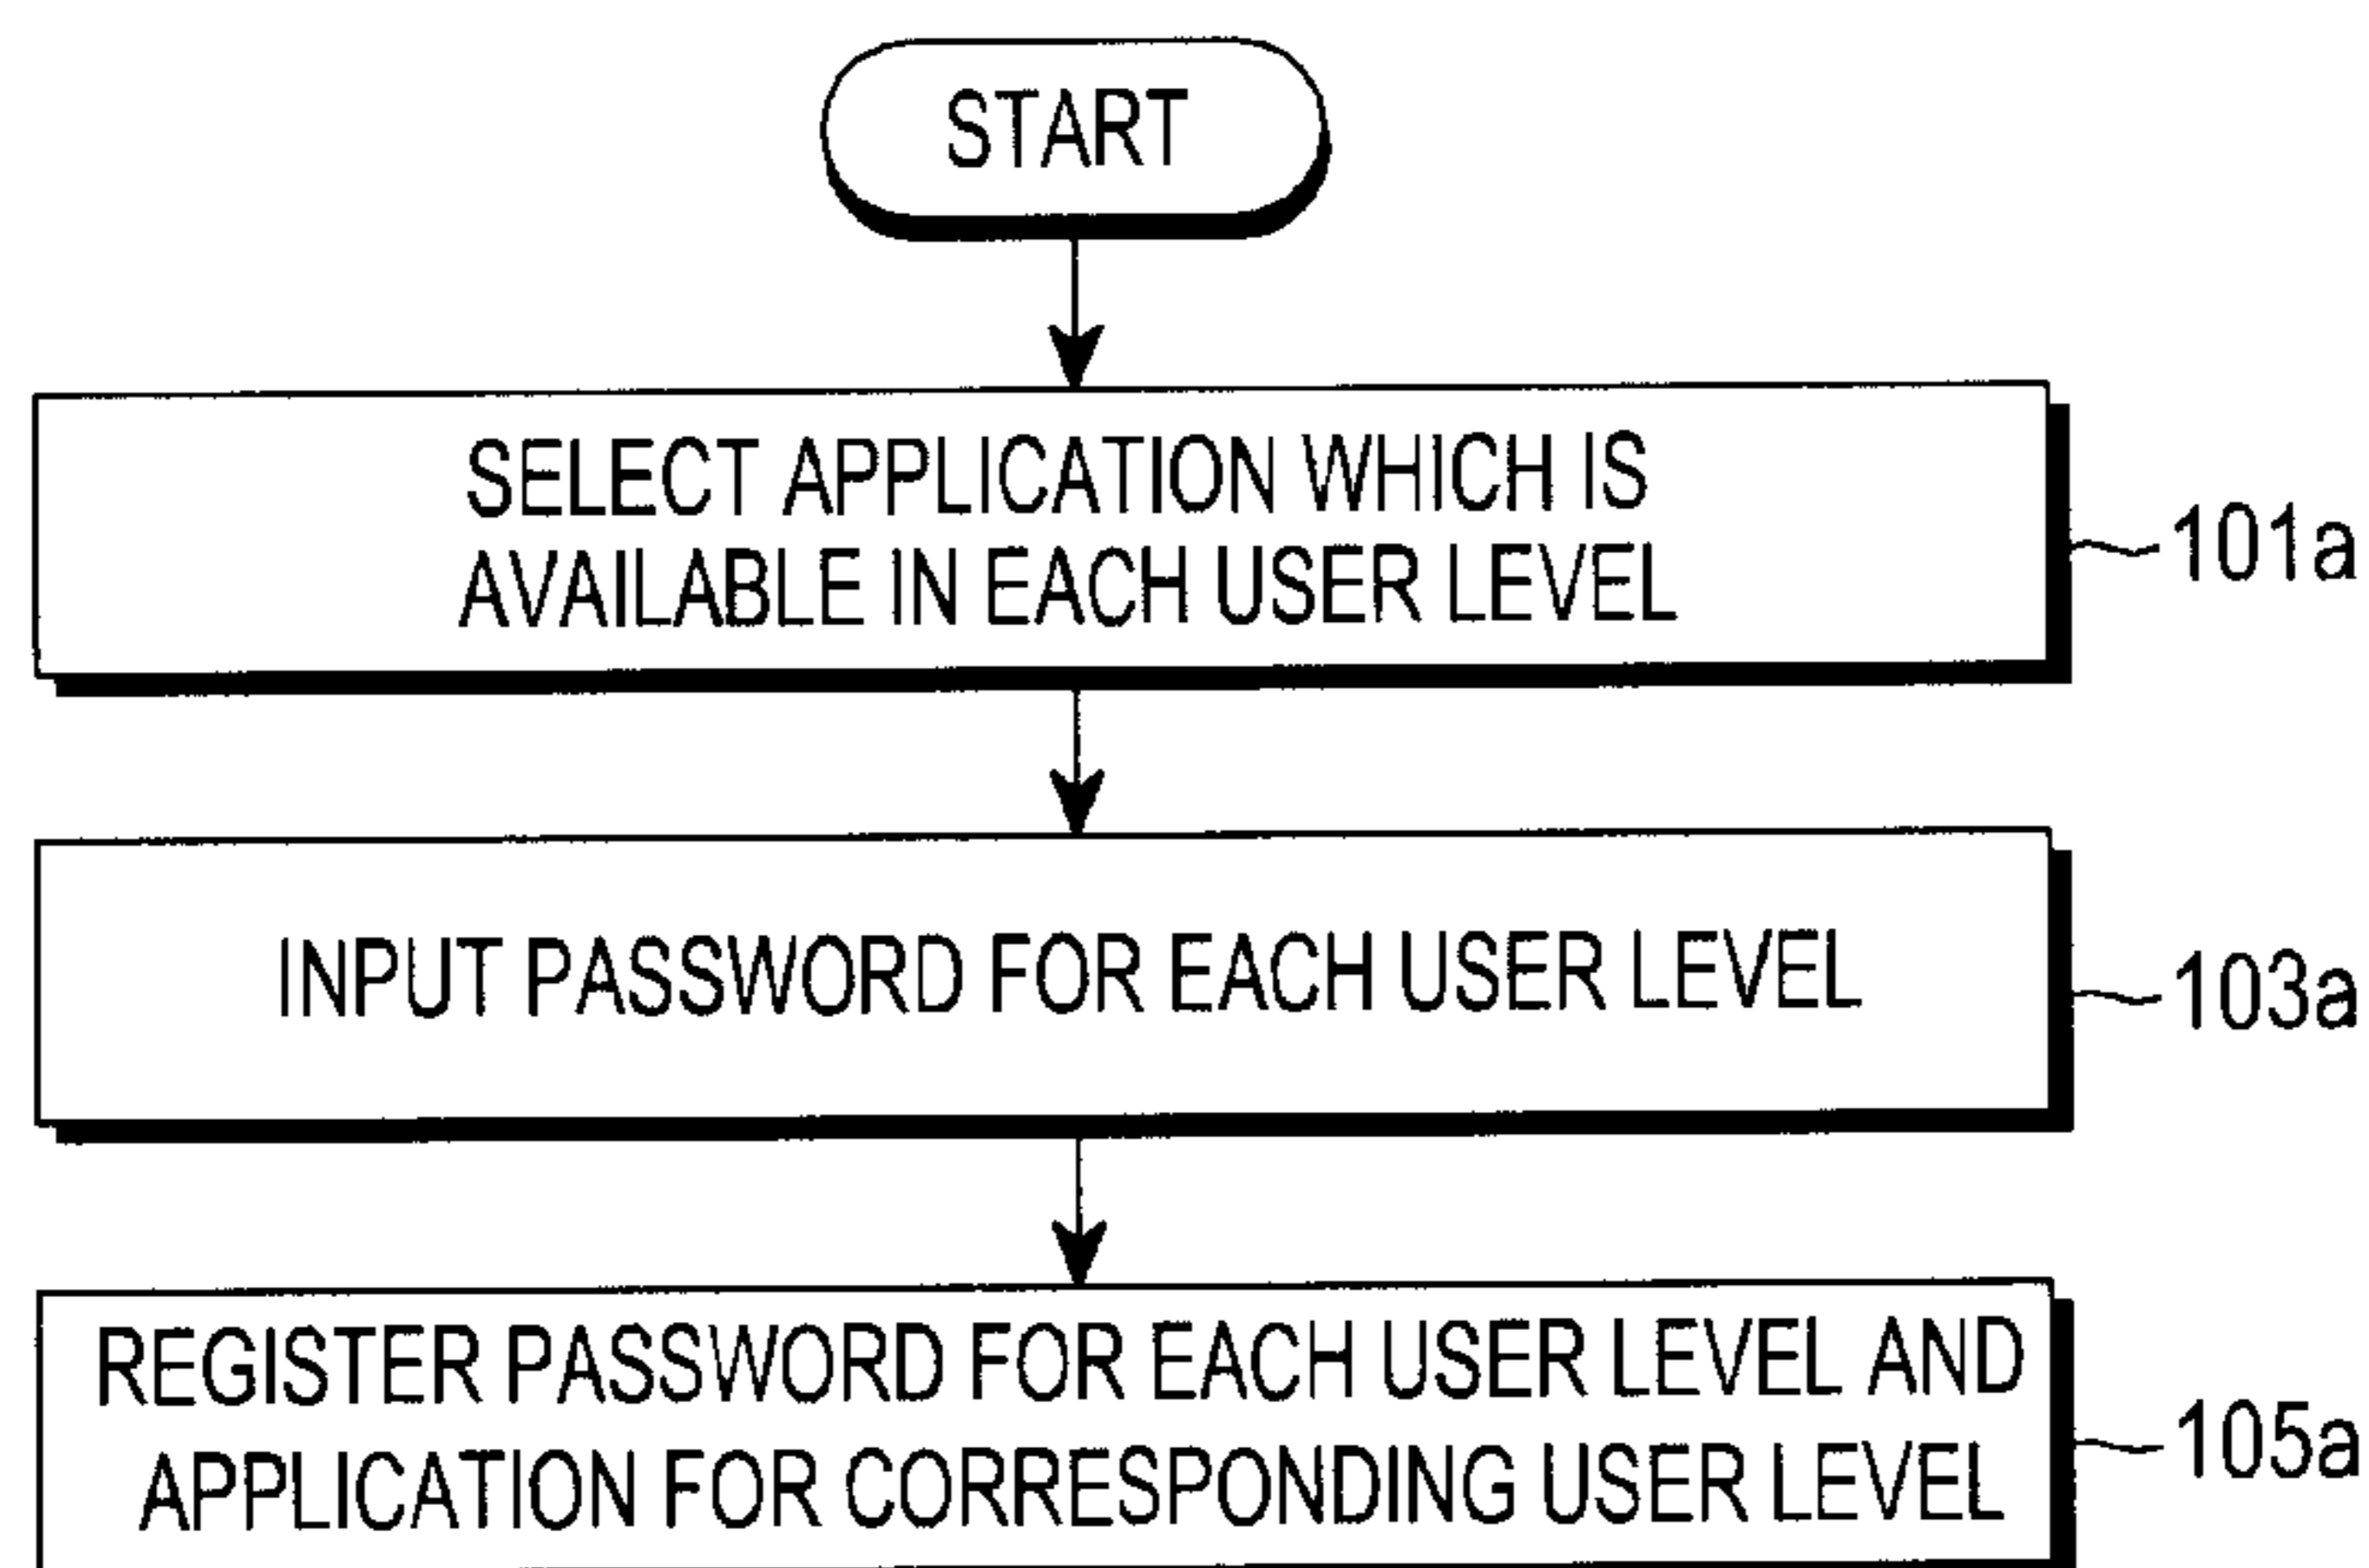 START
SELECT APPLICATION WHICH IS
AVAILABLE IN EACH USER LEVEL
101a
INPUT PASSWORD FOR EACH USER LEVEL
103a
REGISTER PASSWORD FOR EACH USER LEVEL AND
APPLICATION FOR CORRESPONDING USER LEVEL
105a